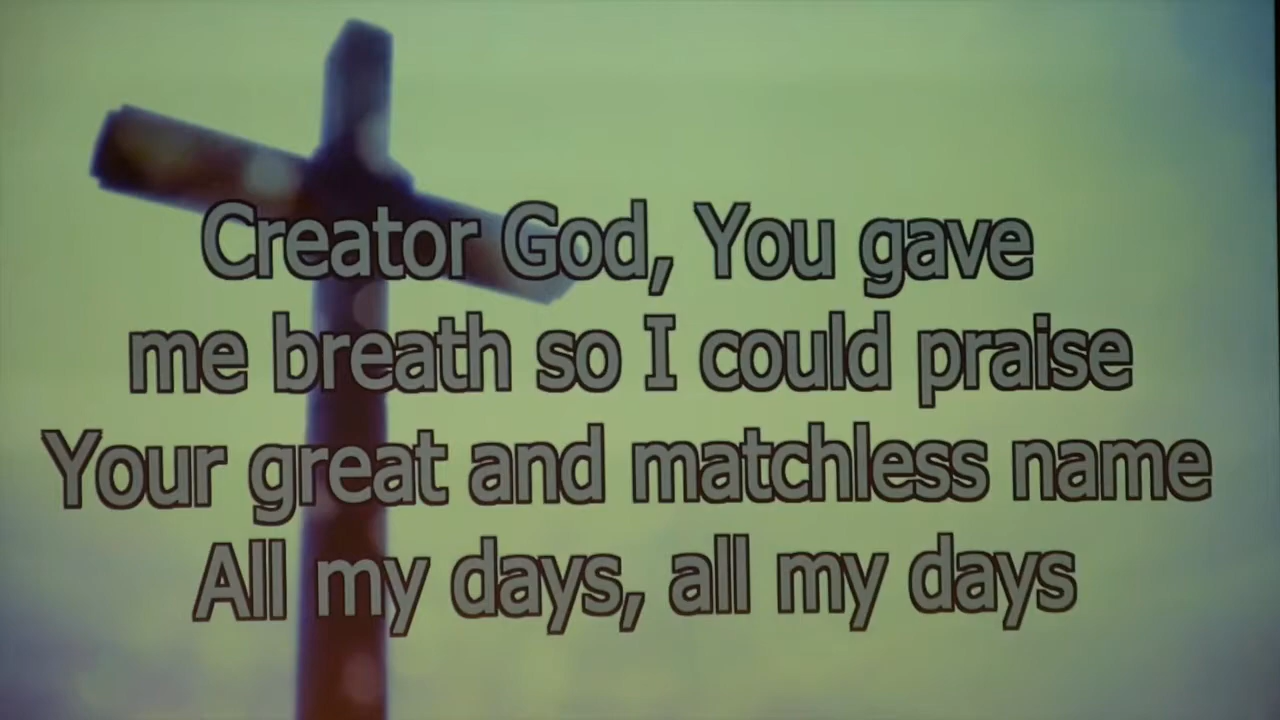 Creator God, You gave
me breath so I could praise
Your great and matchless name
All my days, all my days